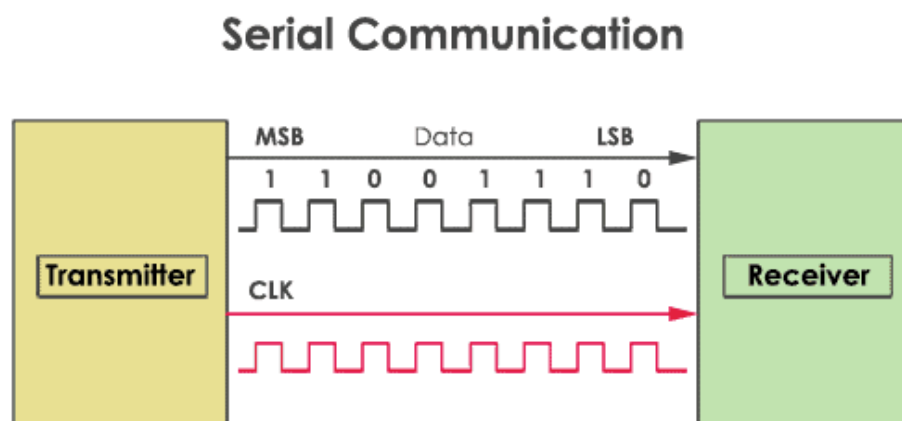 Serial Communication
MSB Data LSB
1 1 0 0 1 1 1 0
Transmitter
Receiver
CLK